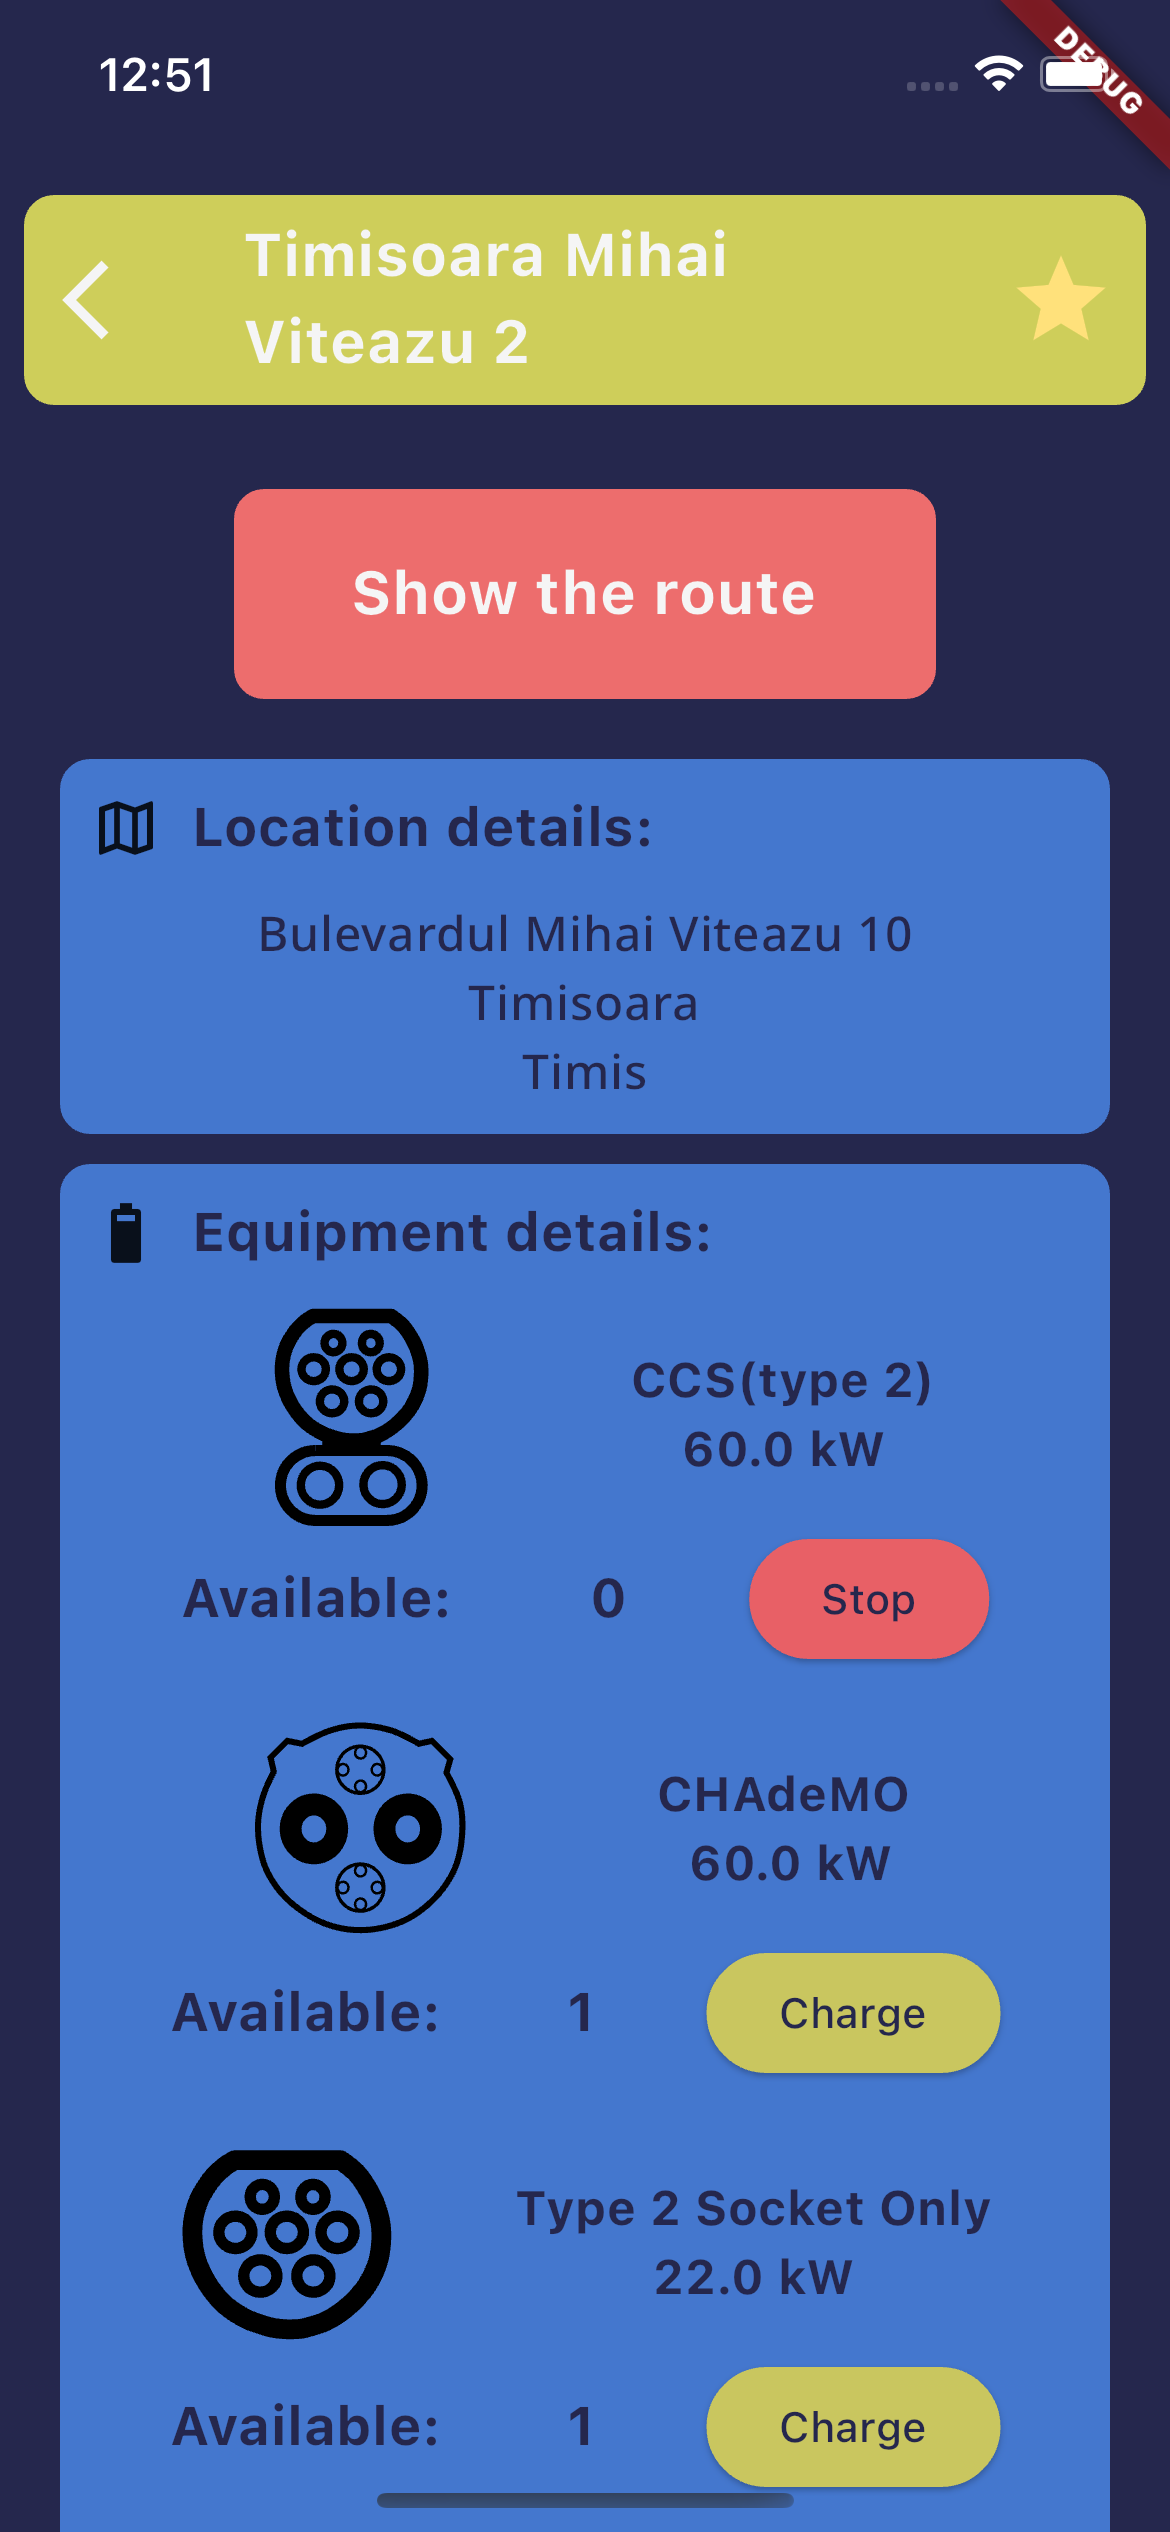 12:51
DEBUG
Timisoara Mihai
Viteazu 2
Show the route
Location details:
Bulevardul Mihai Viteazu 10
Timisoara
Timis
Equipment details:
CCS(type 2)
60.0 kW
Available: 0 Stop
CHAdeMO
60.0 kW
Available: 1 Charge
Type 2 Socket Only
22.0 kW
Available: 1 Charge